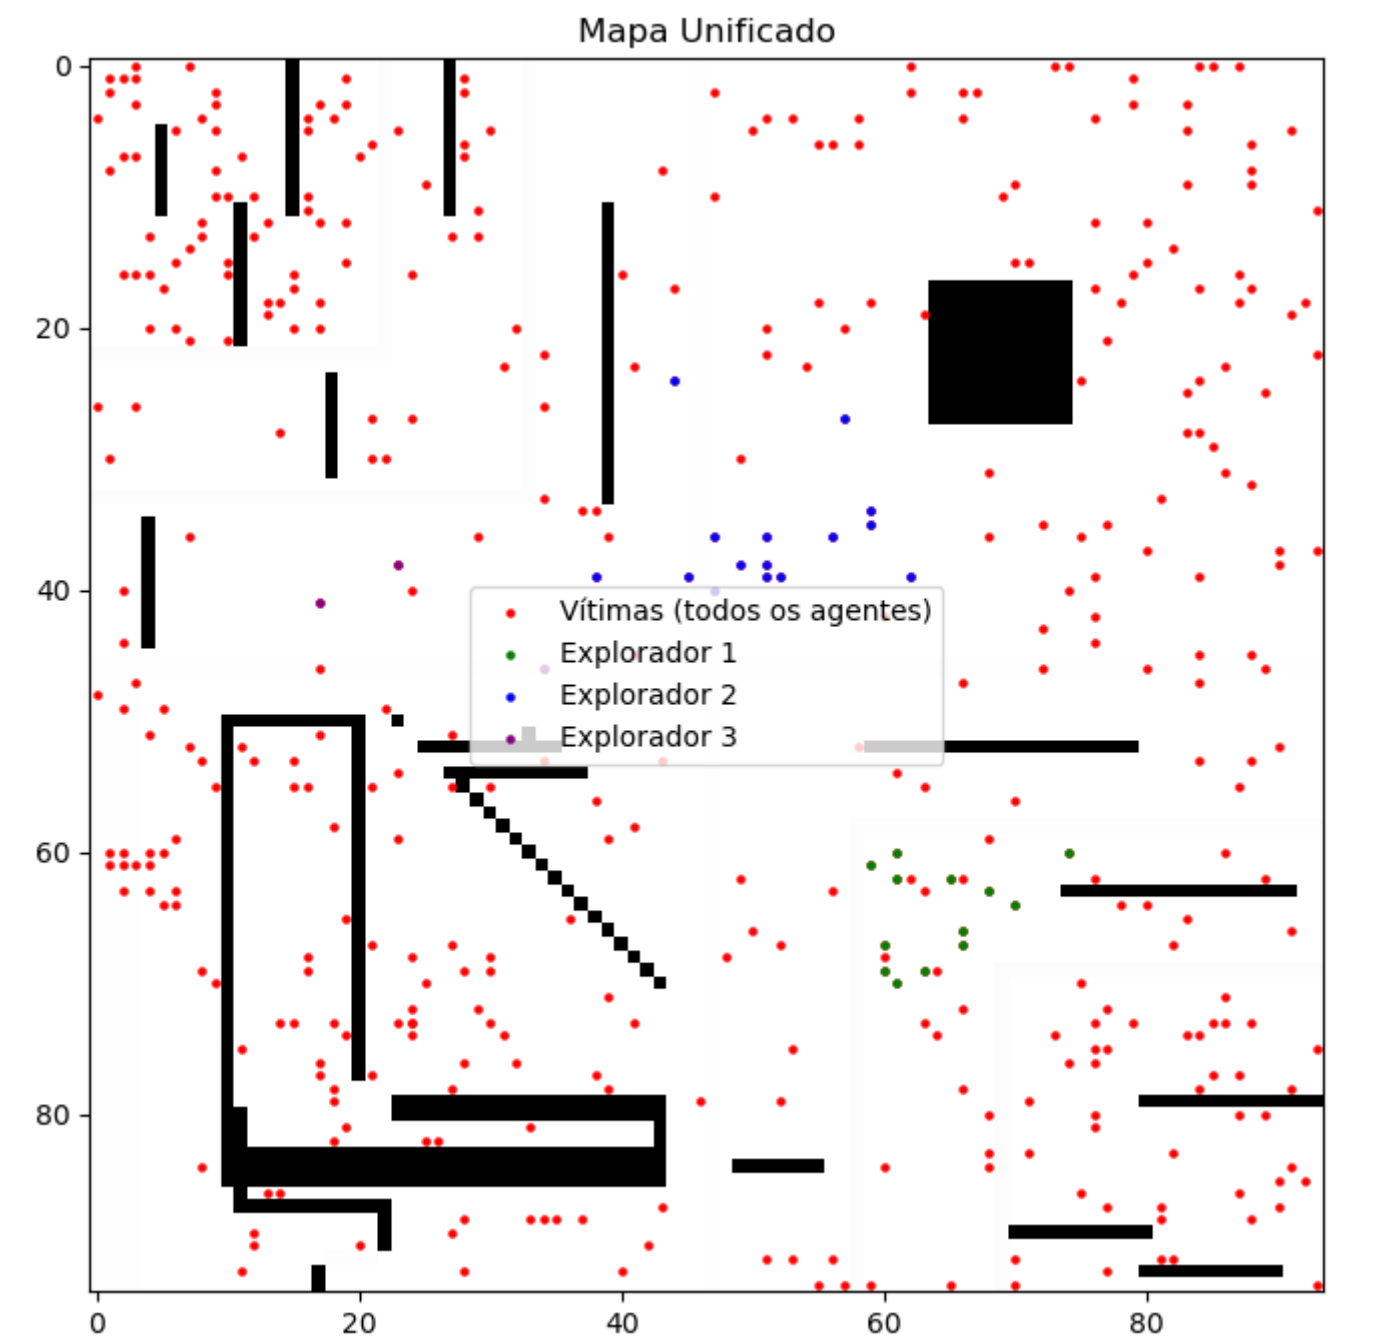 Mapa Unificado
0
20
40
60
80
Vítimas (todos os agentes)
Explorador 1
Explorador 2
Explorador 3
0 20 40 60 80